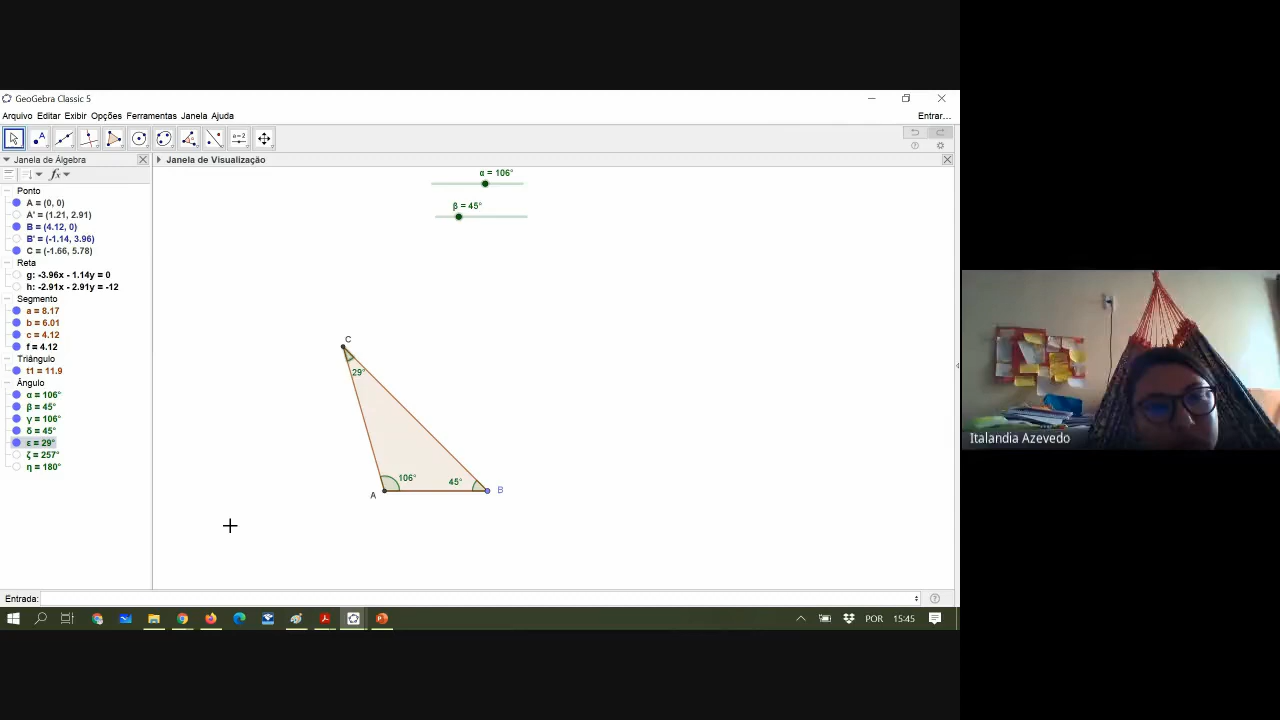 GeoGebra Classic 5
Arquivo Editar Exibir Opções Ferramentas Janela Ajuda
Entrar…
A
a=2
Janela de Álgebra
Janela de Visualização
fx
Ponto
A = (0, 0)
A' = (1.21, 2.91)
B = (4.12, 0)
B' = (-1.14, 3.96)
C = (-1.66, 5.78)
Reta
g: -3.96x - 1.14y = 0
h: -2.91x - 2.91y = -12
Segmento
a = 8.17
b = 6.01
c = 4.12
f = 4.12
Triângulo
t1 = 11.9
Ângulo
α = 106°
β = 45°
γ = 106°
δ = 45°
ε = 29°
ζ = 257°
η = 180°
α = 106°
β = 45°
C
29°
106°
45°
A
B
Entrada:
POR
15:45
Italandia Azevedo